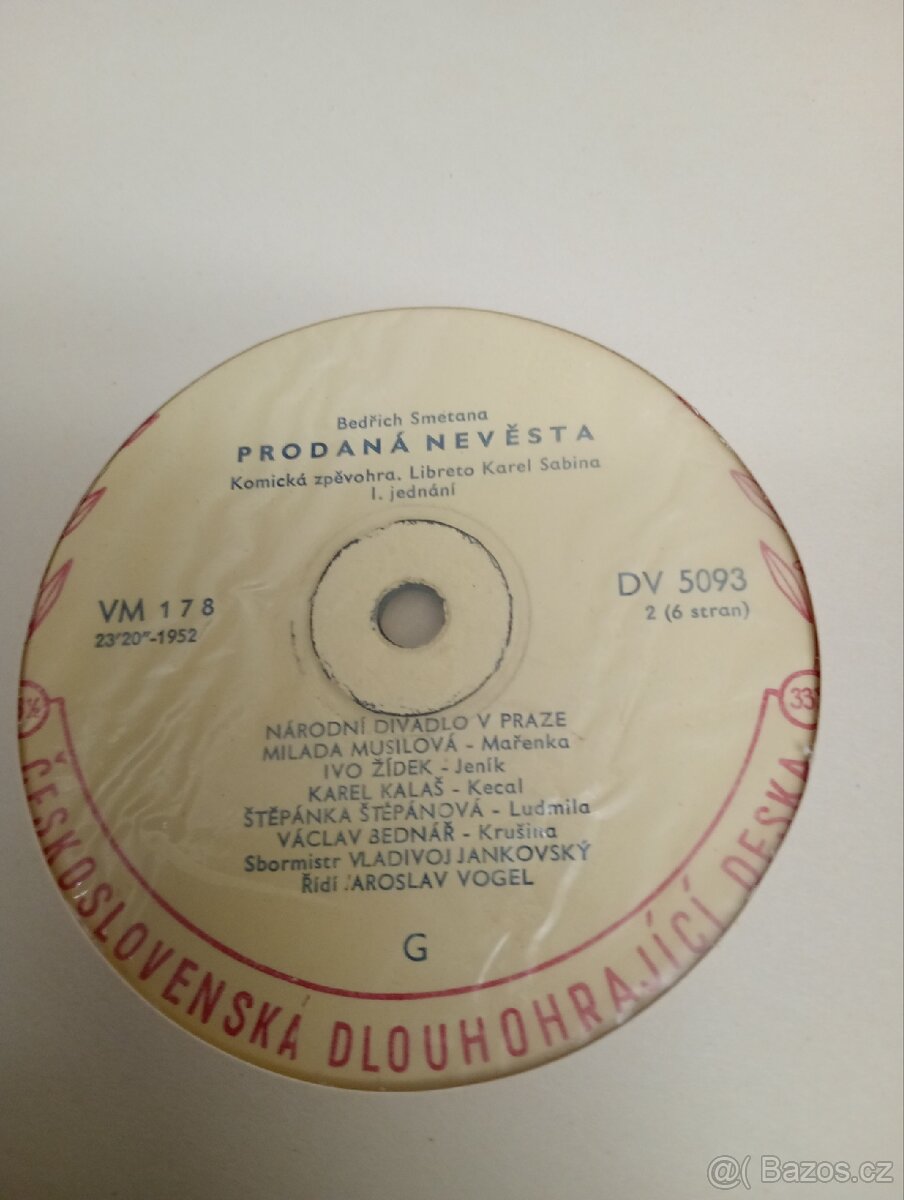 Bedřich Smetana
PRODANÁ NEVĚSTA
Komická zpěvohra. Libreto Karel Sabina
I. jednání
VM 178
23'20"-1952
DV 5093
2 (6 stran)
NÁRODNÍ DIVADLO V PRAZE
MILADA MUSILOVÁ - Mařenka
IVO ŽÍDEK - Jeník
KAREL KALAŠ - Kecal
ŠTĚPÁNKA ŠTĚPÁNOVÁ - Ludmila
VÁCLAV BEDNÁŘ - Krušina
Sbormistr VLADIVOJ JANKOVSKÝ
Řídí JAROSLAV VOGEL
G
33
ČESKOSLOVENSKÁ DLOUHOHRAJÍCÍ DESKA
@( Bazos.cz